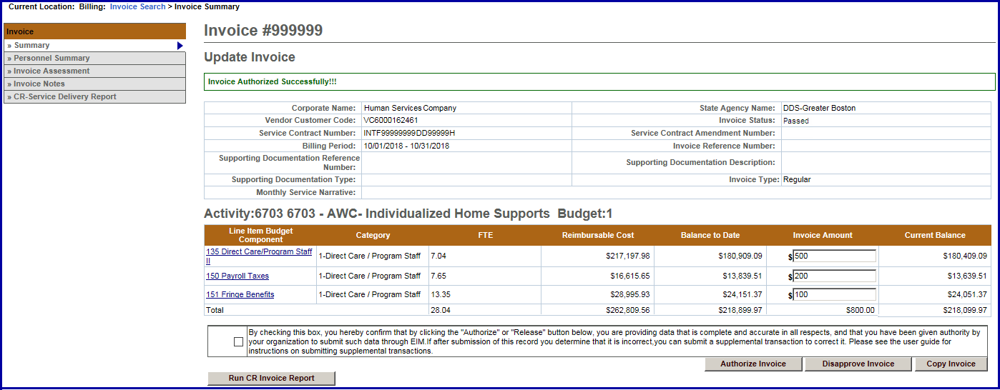 Current Location: Billing: Invoice Search > Invoice Summary
Invoice
» Summary
» Personnel Summary
» Invoice Assessment
» Invoice Notes
» CR-Service Delivery Report
Invoice #999999
Update Invoice
Invoice Authorized Successfully!!!
Corporate Name: Human Services Company State Agency Name: DDS-Greater Boston
Vendor Customer Code: VC6000162461 Invoice Status: Passed
Service Contract Number: INTF99999999DD99999H Service Contract Amendment Number:
Billing Period: 10/01/2018 - 10/31/2018 Invoice Reference Number:
Supporting Documentation Reference
Number:
Supporting Documentation Description:
Supporting Documentation Type: Invoice Type: Regular
Monthly Service Narrative:
Activity:6703 6703 - AWC- Individualized Home Supports Budget:1
Line Item Budget
Component
Category FTE Reimbursable Cost Balance to Date Invoice Amount Current Balance
135 Direct Care/Program Staff
II
1-Direct Care / Program Staff 7.04 $217,197.98 $180,909.09 $500 $180,409.09
150 Payroll Taxes 1-Direct Care / Program Staff 7.65 $16,615.65 $13,839.51 $200 $13,639.51
151 Fringe Benefits 1-Direct Care / Program Staff 13.35 $28,995.93 $24,151.37 $100 $24,051.37
Total 28.04 $262,809.56 $218,899.97 $800.00 $218,099.97
By checking this box, you hereby confirm that by clicking the "Authorize" or "Release" button below, you are providing data that is complete and accurate in all respects, and that you have been given authority by
your organization to submit such data through EIM.If after submission of this record you determine that it is incorrect,you can submit a supplemental transaction to correct it. Please see the user guide for
instructions on submitting supplemental transactions.
Authorize Invoice Disapprove Invoice Copy Invoice
Run CR Invoice Report